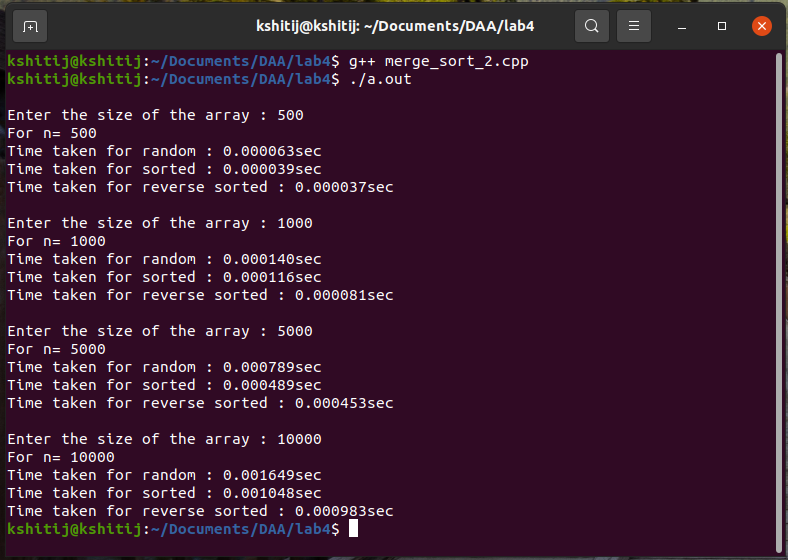 kshitij@kshitij: ~/Documents/DAA/lab4
kshitij@kshitij:~/Documents/DAA/lab4$ g++ merge_sort_2.cpp
kshitij@kshitij:~/Documents/DAA/lab4$ ./a.out
Enter the size of the array : 500
For n= 500
Time taken for random : 0.000063sec
Time taken for sorted : 0.000039sec
Time taken for reverse sorted : 0.000037sec
Enter the size of the array : 1000
For n= 1000
Time taken for random : 0.000140sec
Time taken for sorted : 0.000116sec
Time taken for reverse sorted : 0.000081sec
Enter the size of the array : 5000
For n= 5000
Time taken for random : 0.000789sec
Time taken for sorted : 0.000489sec
Time taken for reverse sorted : 0.000453sec
Enter the size of the array : 10000
For n= 10000
Time taken for random : 0.001649sec
Time taken for sorted : 0.001048sec
Time taken for reverse sorted : 0.000983sec
kshitij@kshitij:~/Documents/DAA/lab4$